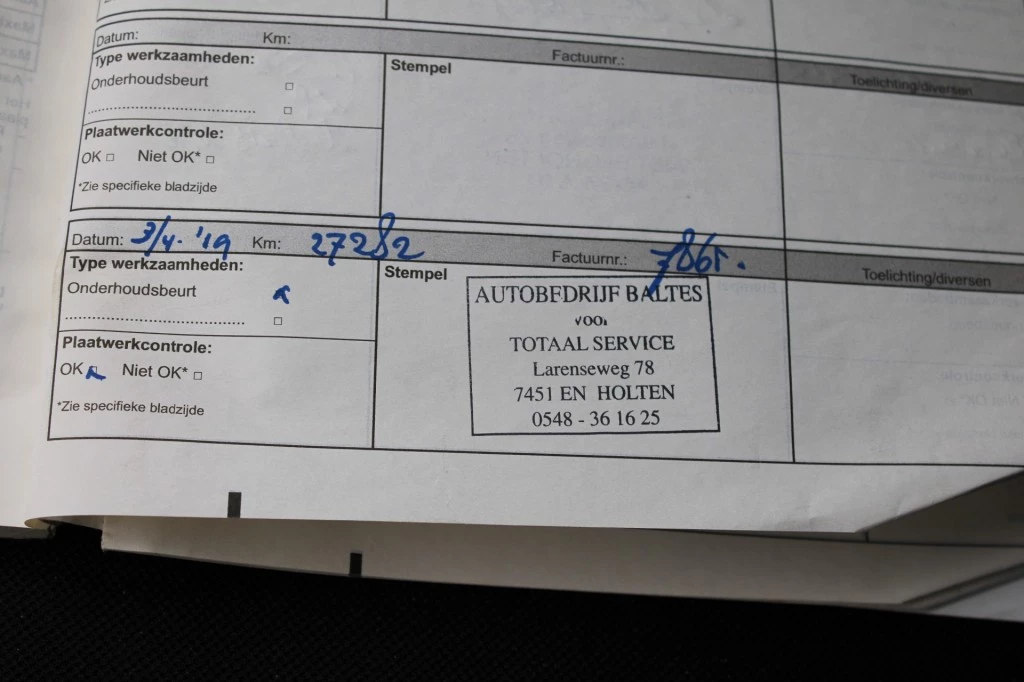 Datum: Km: Factuurnr.: Toelichting/diversen
Type werkzaamheden: Stempel
Onderhoudsbeurt □
........................................ □
Plaatwerkcontrole:
OK □ Niet OK* □
*Zie specifieke bladzijde
Datum: 3/4. '19 Km: 27282 Factuurnr.: Toelichting/diversen
Type werkzaamheden: Stempel
Onderhoudsbeurt
........................................ □
Plaatwerkcontrole:
OK Niet OK* □
*Zie specifieke bladzijde
AUTOBEDRIJF BALTES
VOOR
TOTAAL SERVICE
Larenseweg 78
7451 EN HOLTEN
0548 - 36 16 25